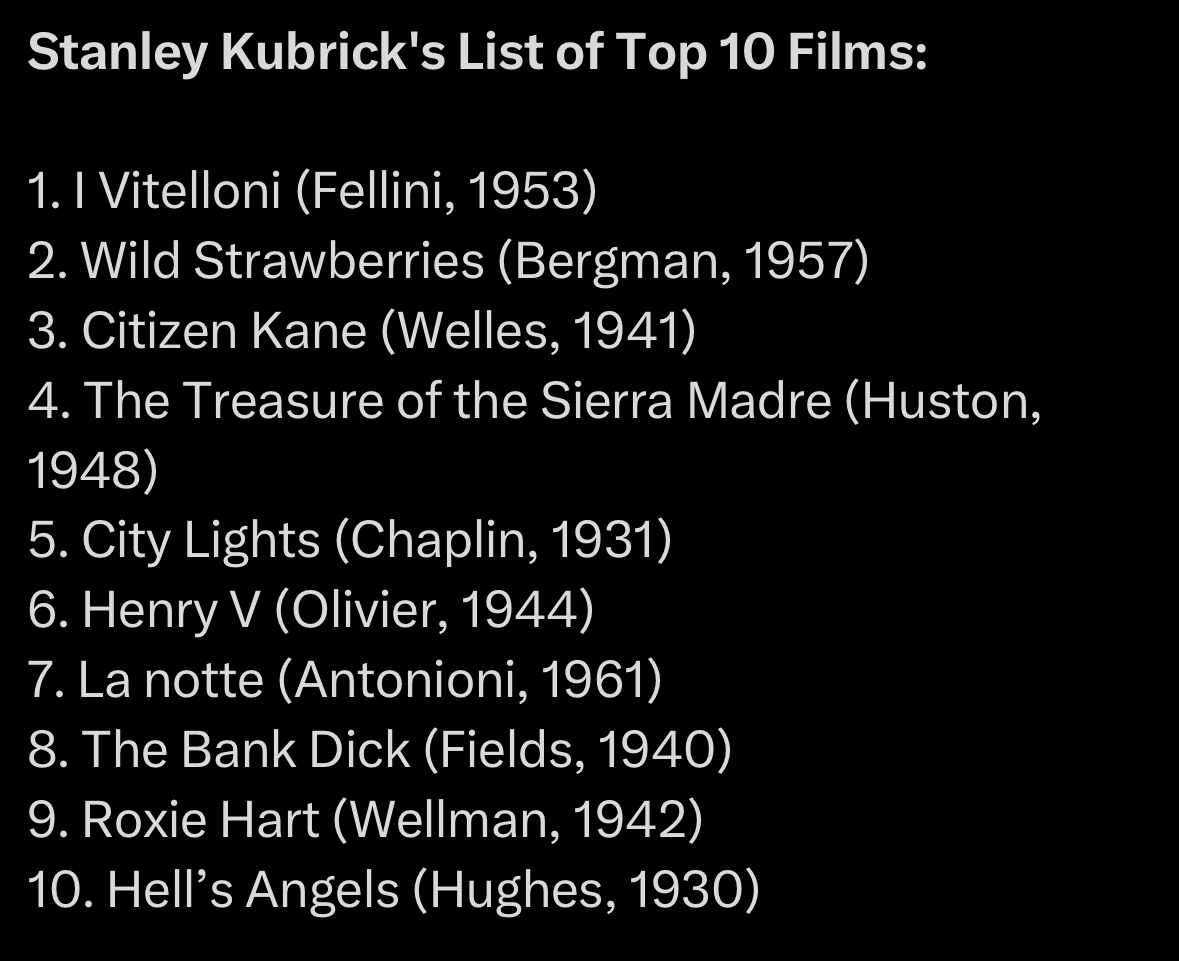 Stanley Kubrick's List of Top 10 Films:
1. I Vitelloni (Fellini, 1953)
2. Wild Strawberries (Bergman, 1957)
3. Citizen Kane (Welles, 1941)
4. The Treasure of the Sierra Madre (Huston,
1948)
5. City Lights (Chaplin, 1931)
6. Henry V (Olivier, 1944)
7. La notte (Antonioni, 1961)
8. The Bank Dick (Fields, 1940)
9. Roxie Hart (Wellman, 1942)
10. Hell’s Angels (Hughes, 1930)